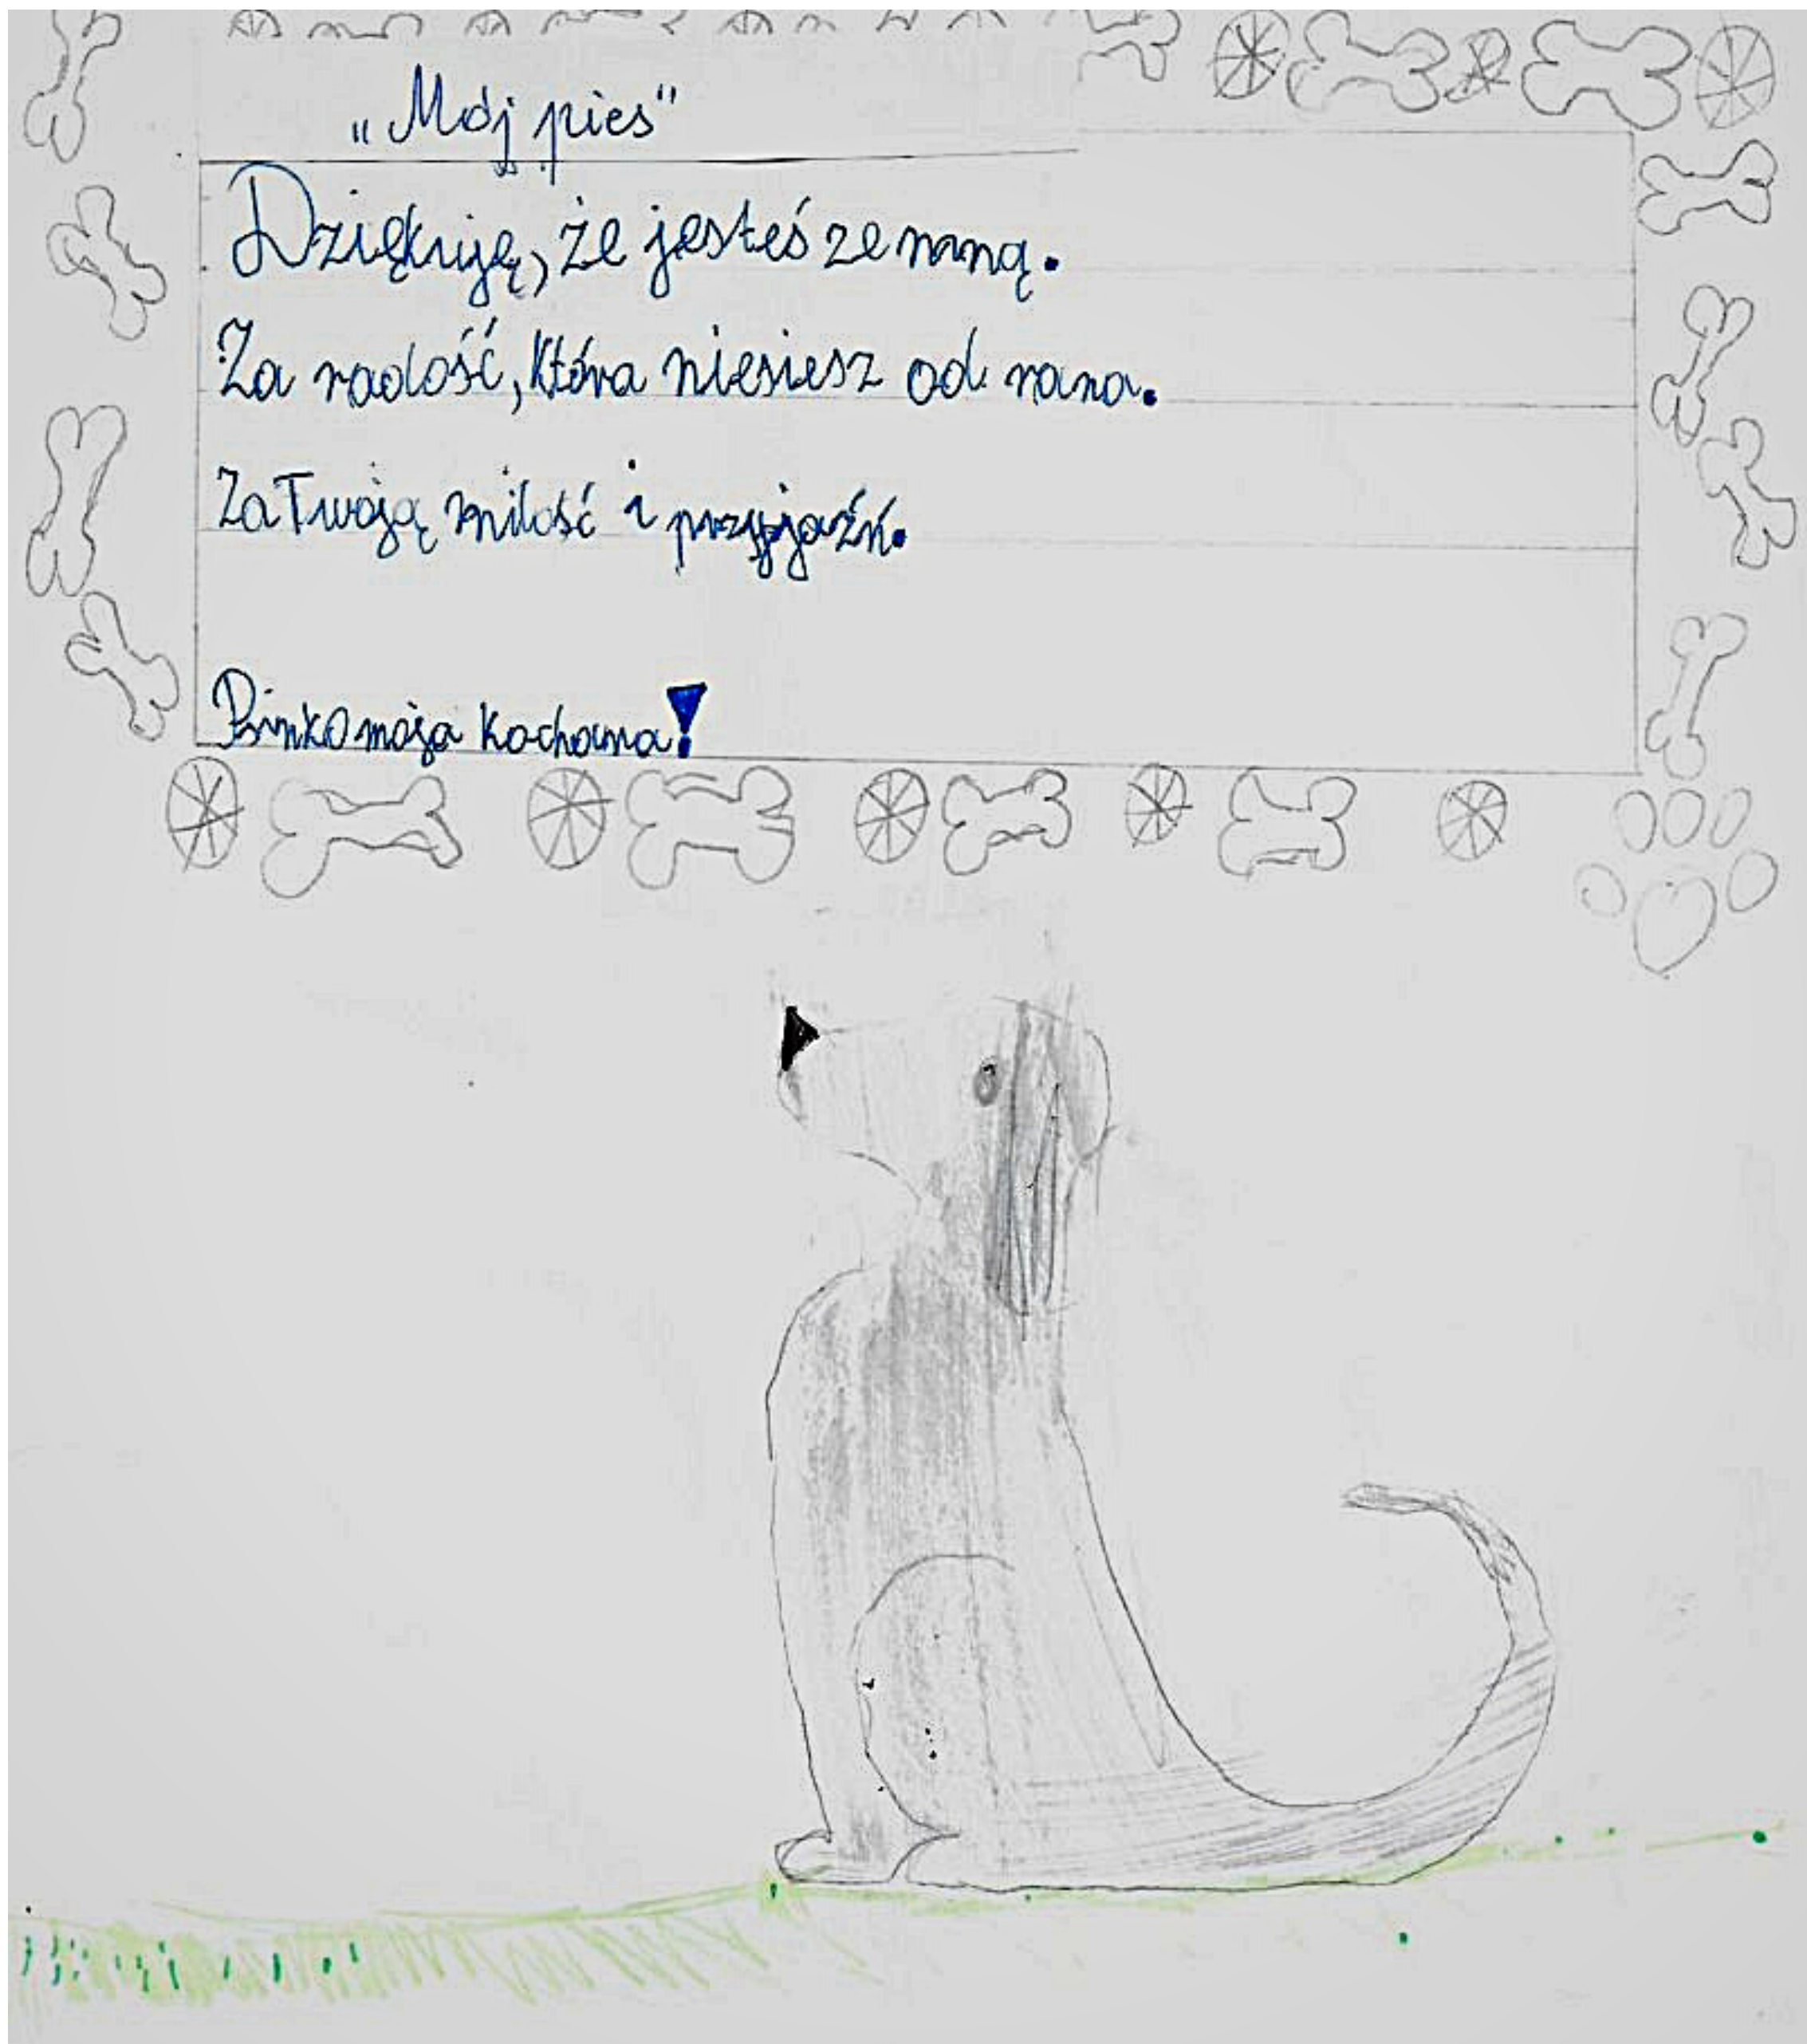 „Mój pies"
Dziękuję, że jesteś ze mną.
Za radość, którą niesiesz od rana.
Za Twoją miłość i przyjaźń.
Binko moja kochana!